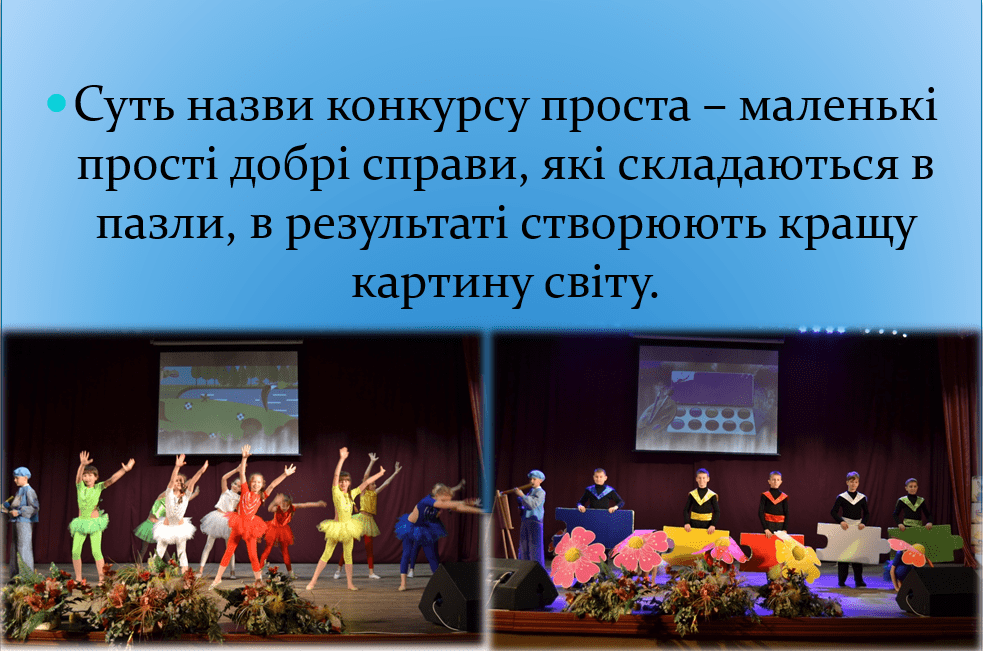 • Суть назви конкурсу проста – маленькі
прості добрі справи, які складаються в
пазли, в результаті створюють кращу
картину світу.